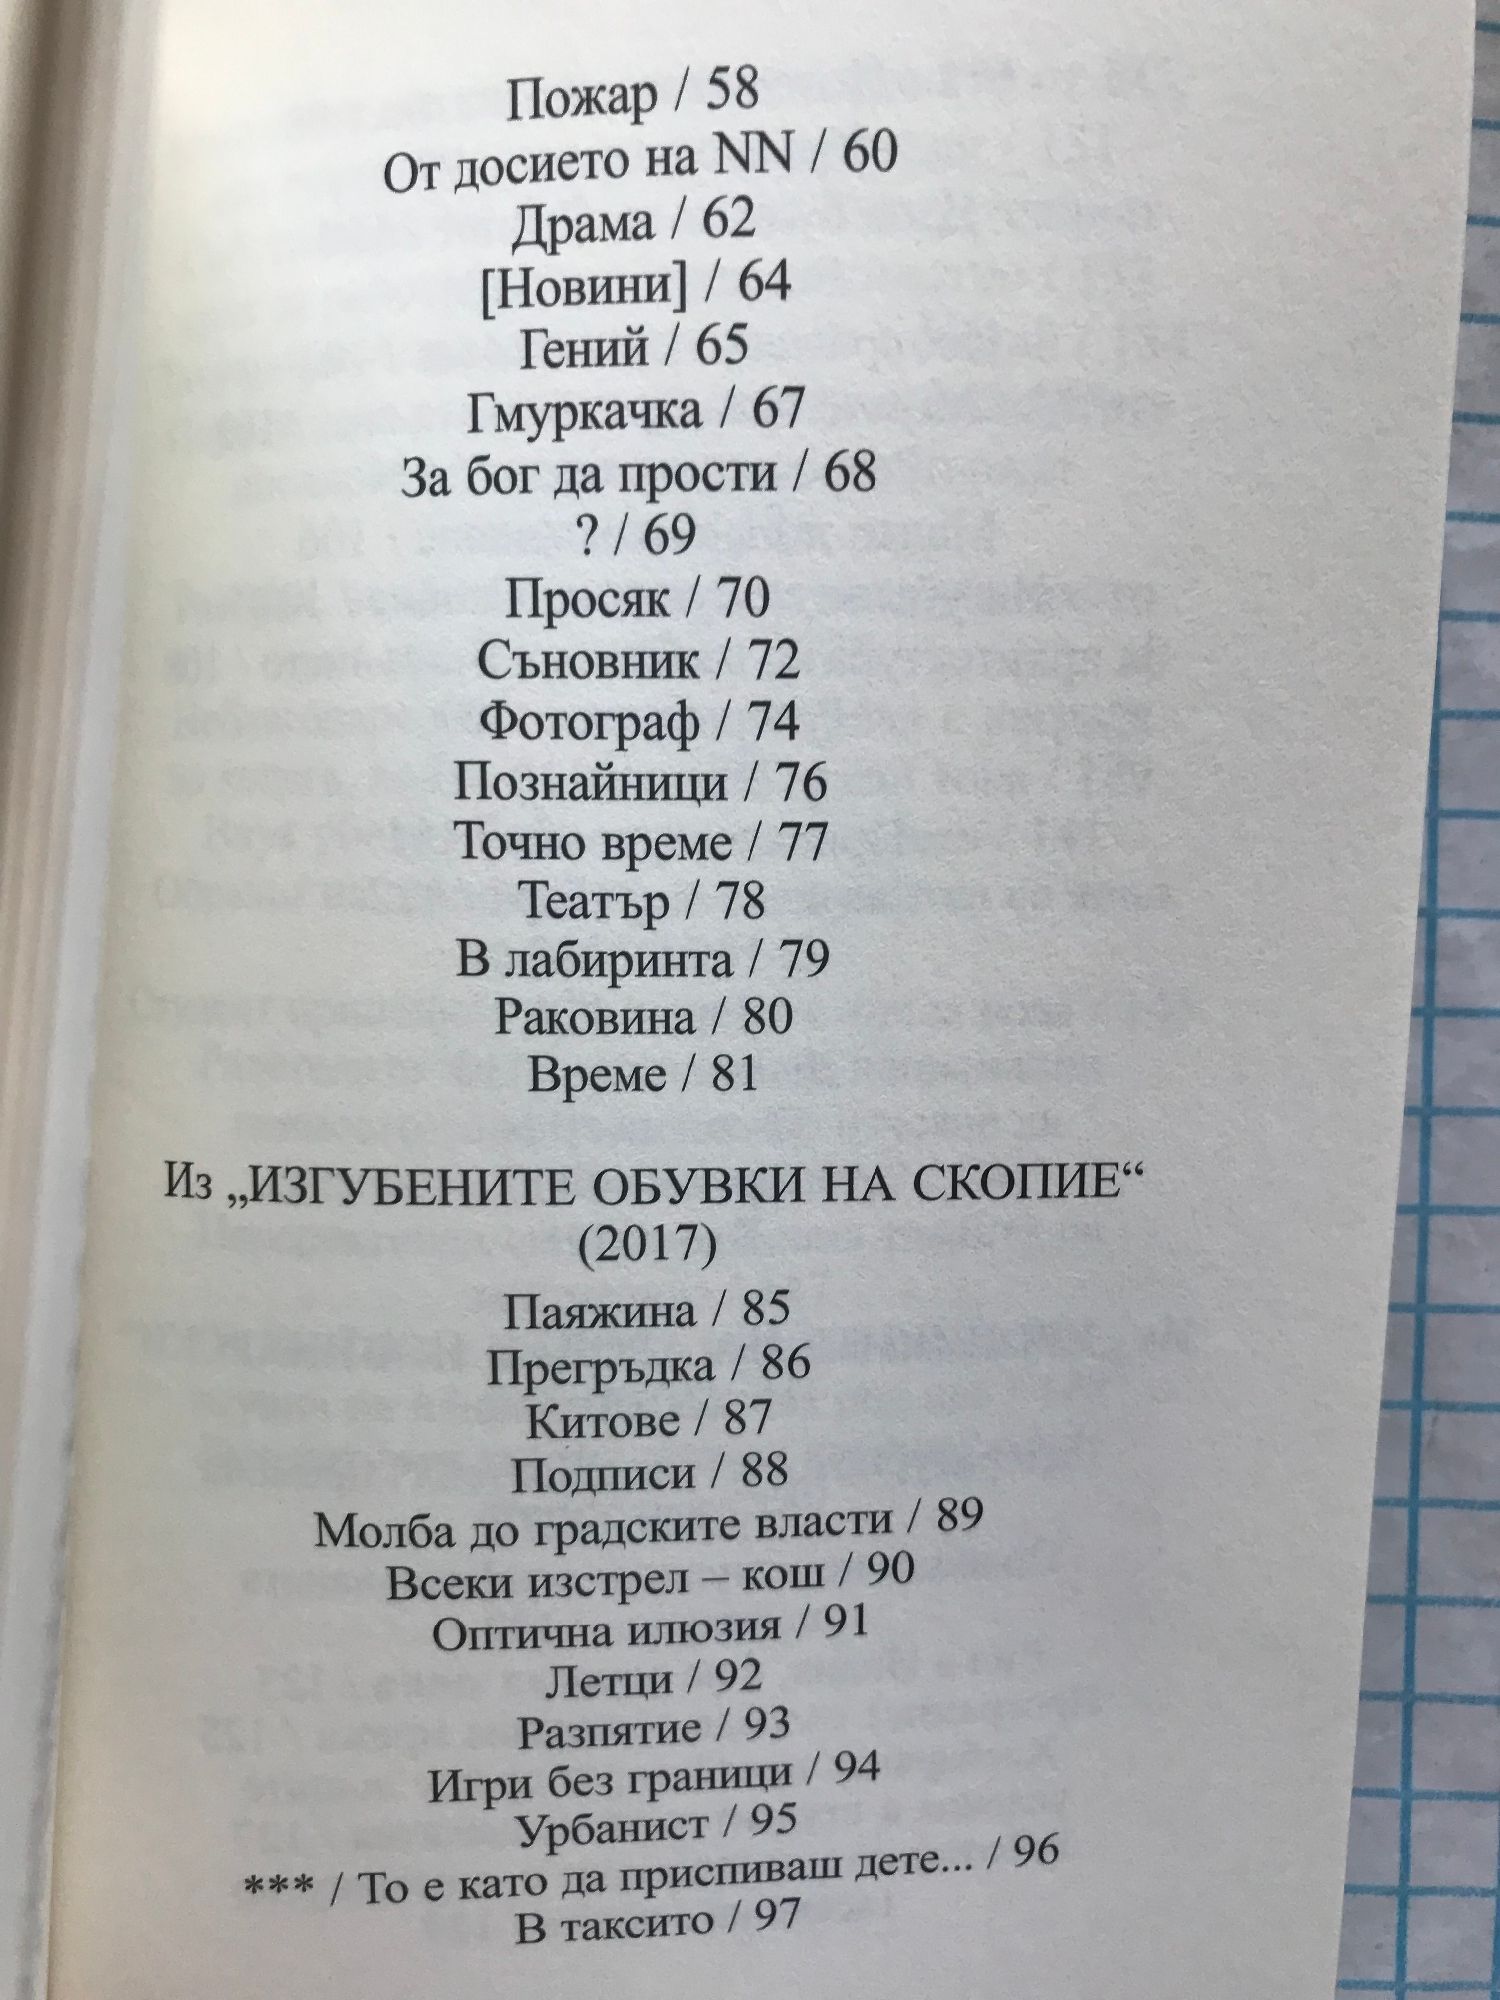 Пожар / 58
От досието на NN / 60
Драма / 62
[Новини] / 64
Гений / 65
Гмуркачка / 67
За бог да прости / 68
? / 69
Просяк / 70
Съновник / 72
Фотограф / 74
Познайници / 76
Точно време / 77
Театър / 78
В лабиринта / 79
Раковина / 80
Време / 81
Из „ИЗГУБЕНИТЕ ОБУВКИ НА СКОПИЕ“
(2017)
Паяжина / 85
Прегръдка / 86
Китове / 87
Подписи / 88
Молба до градските власти / 89
Всеки изстрел – кош / 90
Оптична илюзия / 91
Летци / 92
Разпятие / 93
Игри без граници / 94
Урбанист / 95
*** / То е като да приспиваш дете... / 96
В таксито / 97